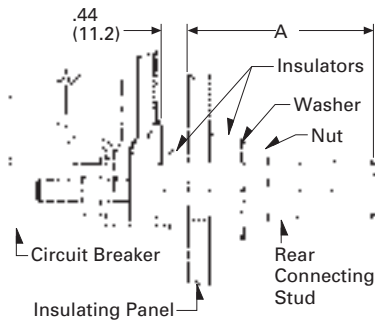 .44
(11.2)
A
Insulators
Washer
Nut
Circuit Breaker
Rear
Connecting
Stud
Insulating Panel